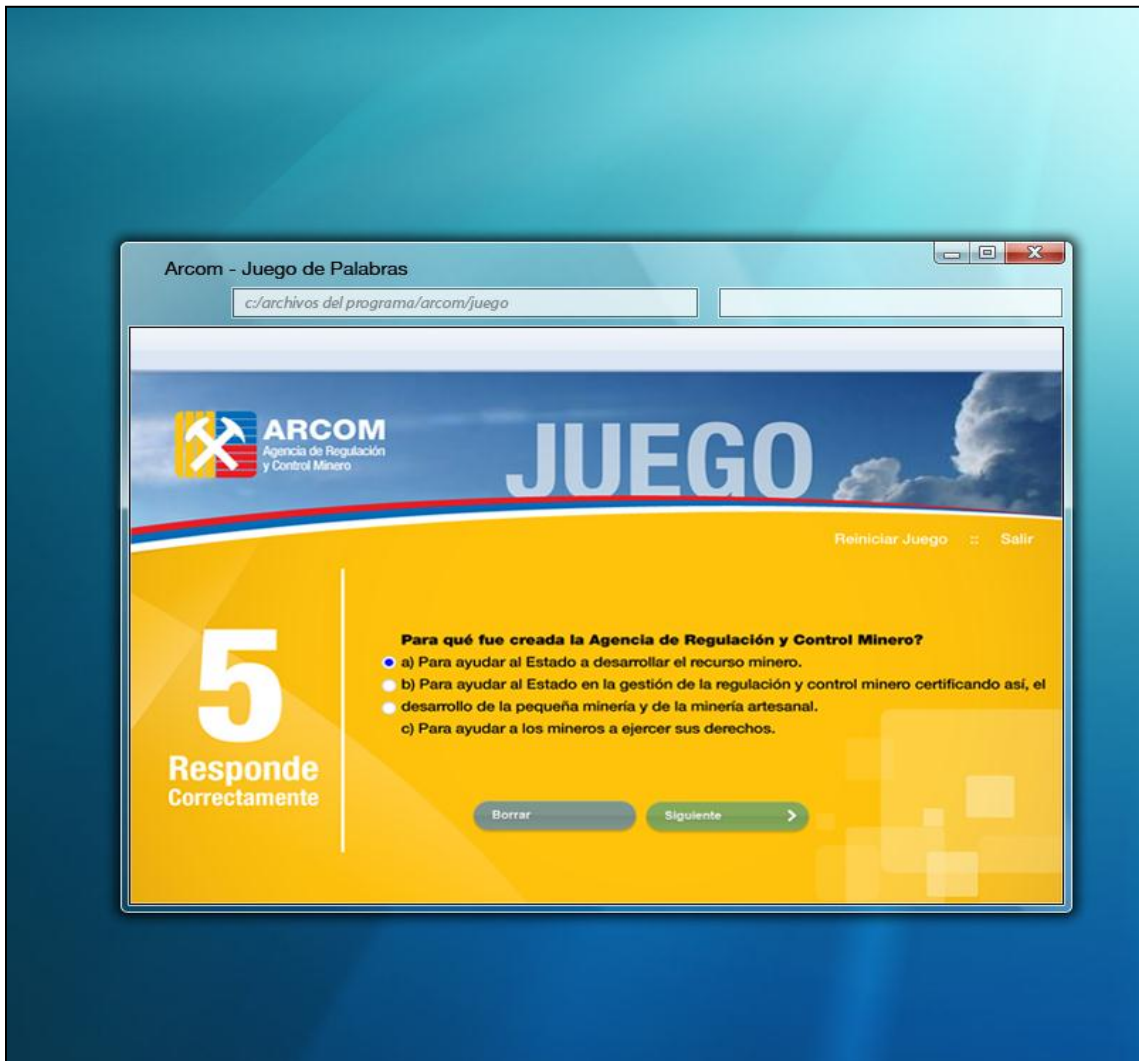 Arcom - Juego de Palabras
c:/archivos del programa/arcom/juego
ARCOM
Agencia de Regulación
y Control Minero
JUEGO
Reiniciar Juego :: Salir
5
Responde
Correctamente
Para qué fue creada la Agencia de Regulación y Control Minero?
a) Para ayudar al Estado a desarrollar el recurso minero.
b) Para ayudar al Estado en la gestión de la regulación y control minero certificando así, el
desarrollo de la pequeña minería y de la minería artesanal.
c) Para ayudar a los mineros a ejercer sus derechos.
Borrar
Siguiente